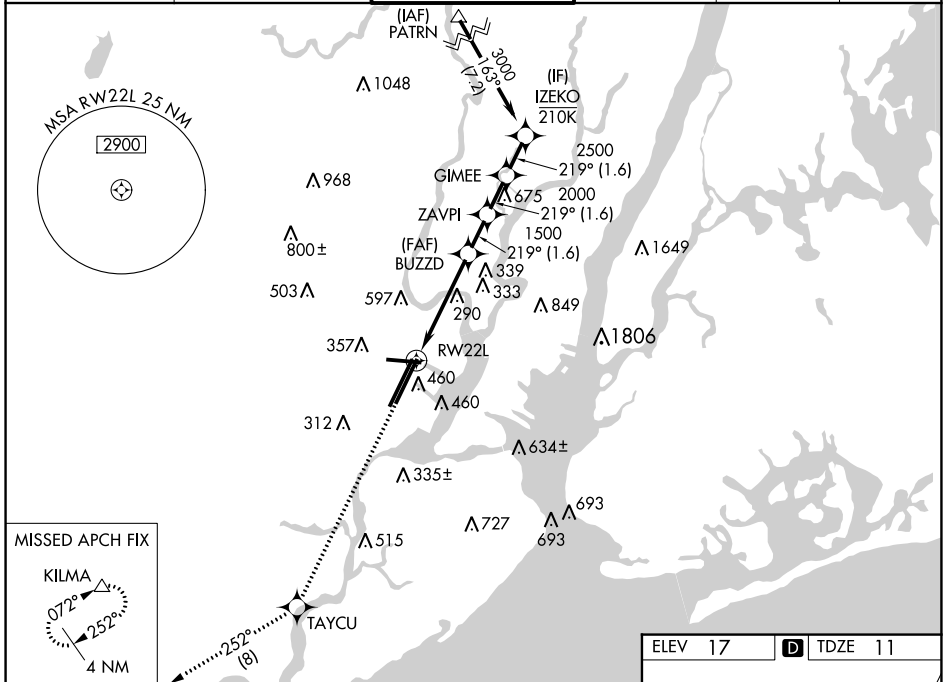 (IAF)
PATRN
3000
163°
(7.2)
(IF)
IZEKO
210K
1048
MSA RW22L 25 NM
2900
2500
219° (1.6)
GIMEE
968
675
2000
219° (1.6)
ZAVPI
1500
219° (1.6)
800±
(FAF)
BUZZD
1649
339
333
503
597
290
849
357
RW22L
1806
460
460
312
634±
335±
693
727
693
515
MISSED APCH FIX
KILMA
072°
252°
4 NM
TAYCU
252°
(8)
ELEV 17 D TDZE 11